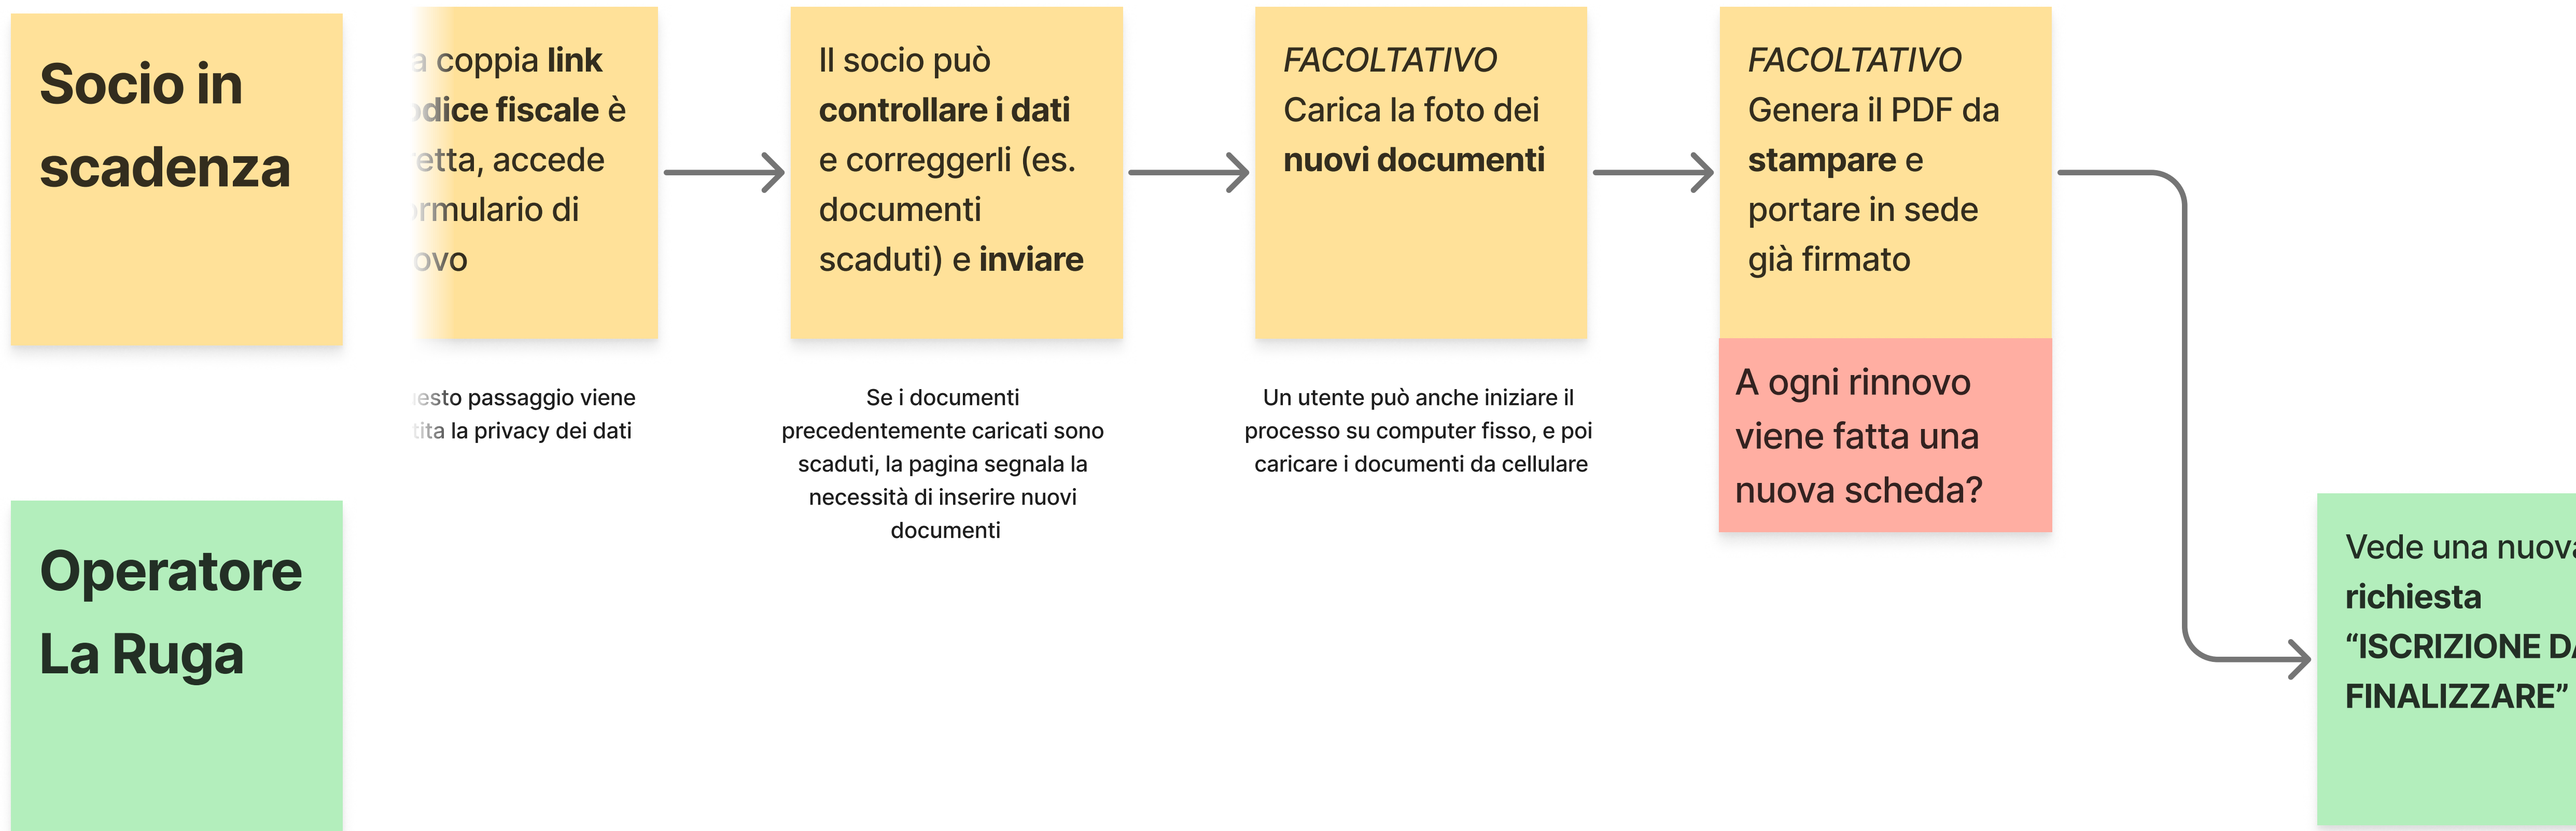 Socio in
scadenza
a coppia link
odice fiscale è
retta, accede
ormulario di
ovo
Il socio può
controllare i dati
e correggerli (es.
documenti
scaduti) e inviare
FACOLTATIVO
Carica la foto dei
nuovi documenti
FACOLTATIVO
Genera il PDF da
stampare e
portare in sede
già firmato
A ogni rinnovo
viene fatta una
nuova scheda?
esto passaggio viene
tita la privacy dei dati
Se i documenti
precedentemente caricati sono
scaduti, la pagina segnala la
necessità di inserire nuovi
documenti
Un utente può anche iniziare il
processo su computer fisso, e poi
caricare i documenti da cellulare
Operatore
La Ruga
Vede una nuova
richiesta
“ISCRIZIONE DA
FINALIZZARE”